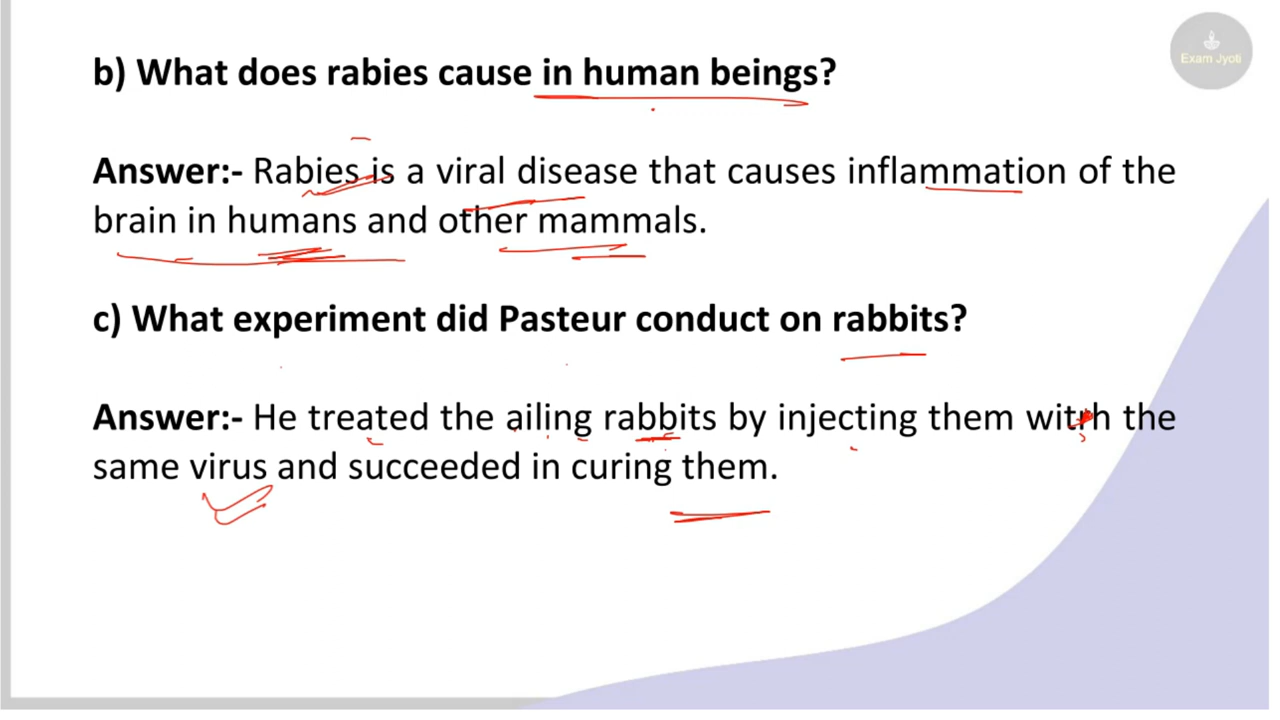 Exam Jyoti
b) What does rabies cause in human beings?
Answer:- Rabies is a viral disease that causes inflammation of the
brain in humans and other mammals.
c) What experiment did Pasteur conduct on rabbits?
Answer:- He treated the ailing rabbits by injecting them witrh the
same virus and succeeded in curing them.